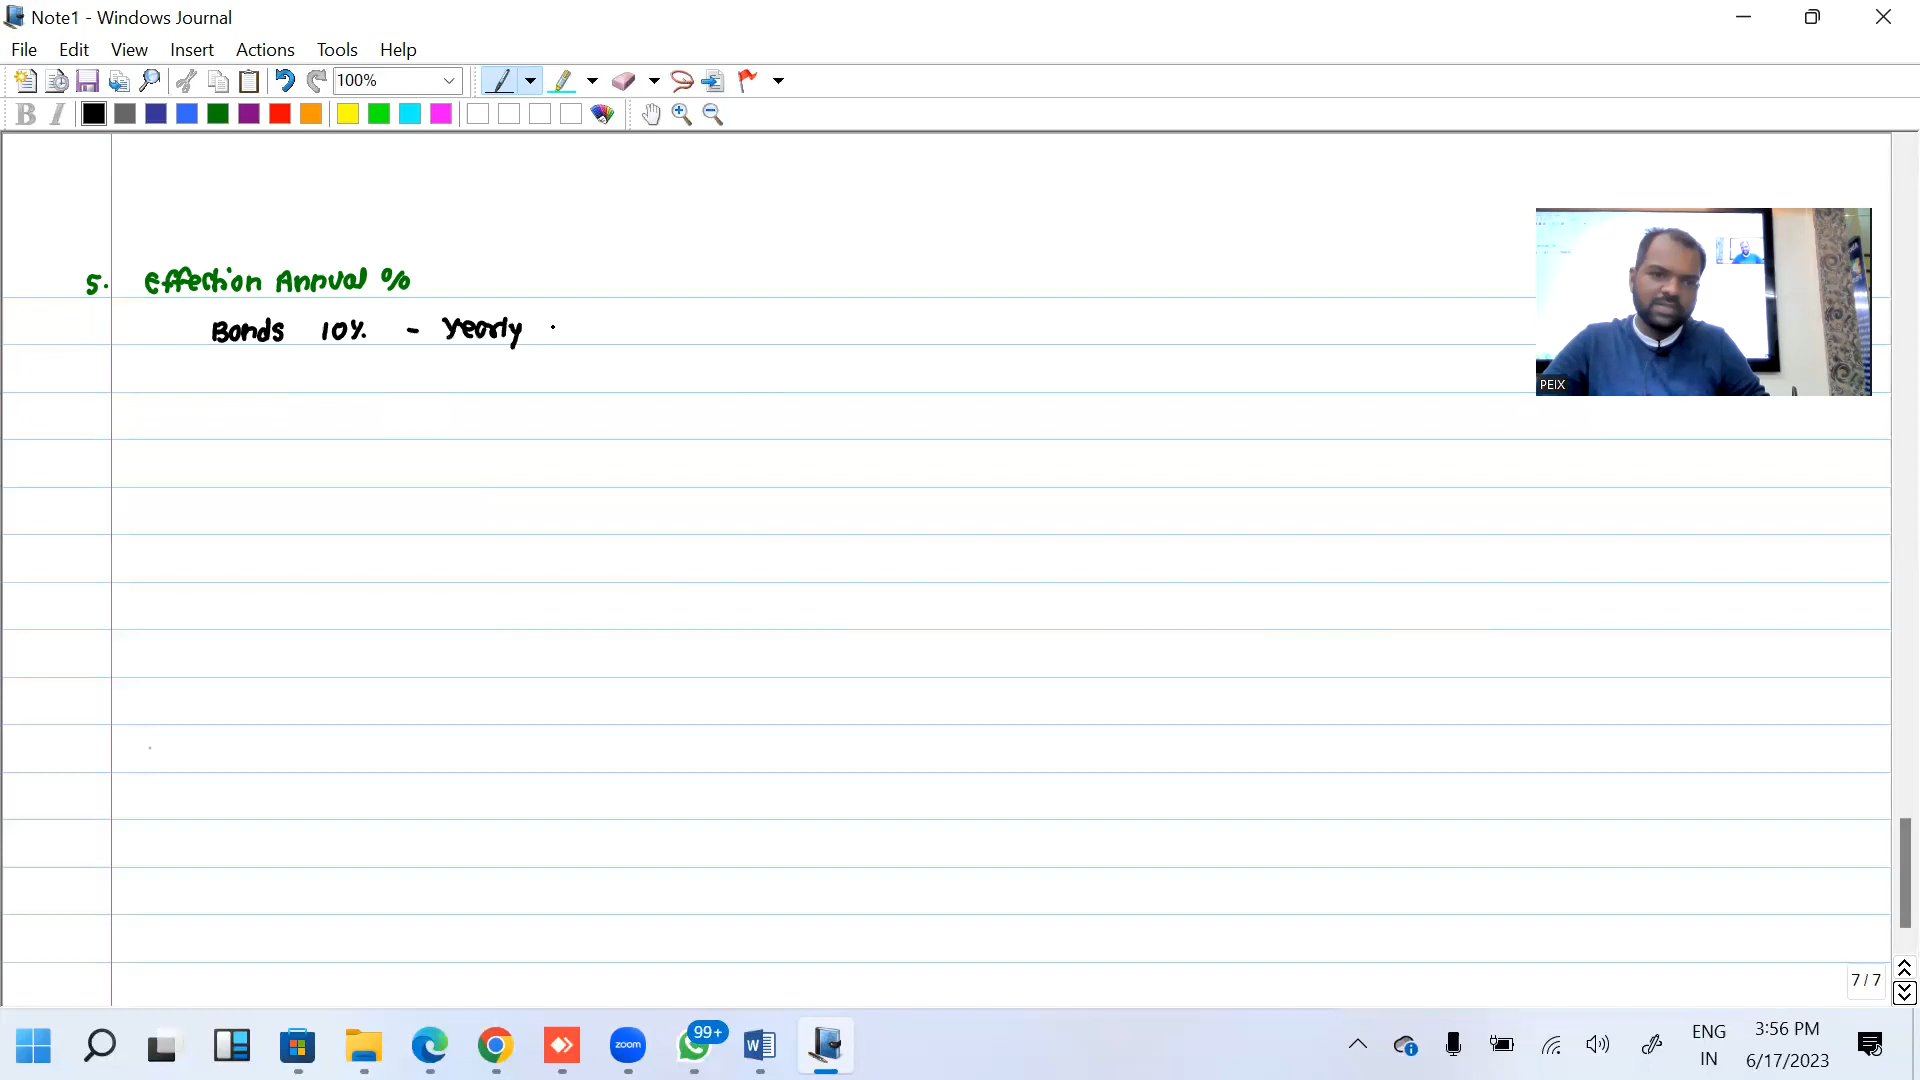 Note1 - Windows Journal
File Edit View Insert Actions Tools Help
100%
B I
5. Effection Annual %
Bonds 10% - Yearly
PEIX
7 / 7
zoom
99+
ENG
IN
3:56 PM
6/17/2023